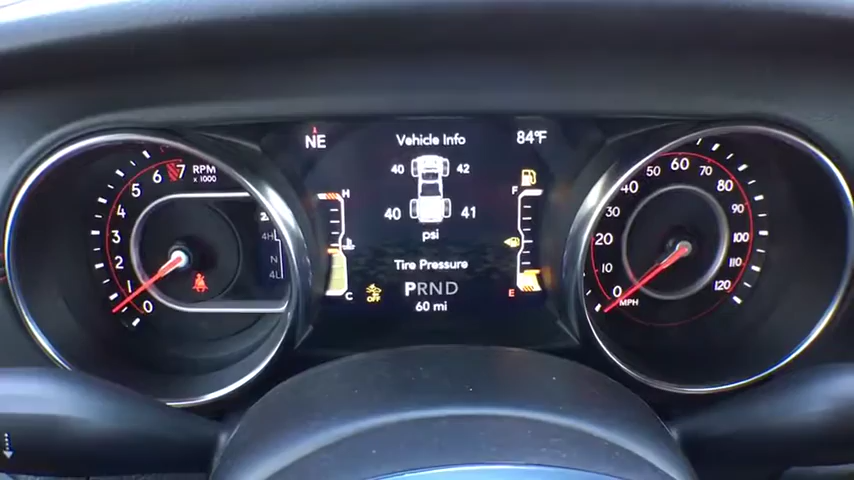 NE
Vehicle Info
84°F
40
42
40
41
psi
Tire Pressure
PRND
60 mi
H
C
F
E
OFF
RPM
x1000
0
1
2
3
4
5
6
7
4H
N
4L
0
10
20
30
40
50
60
70
80
90
100
110
120
MPH